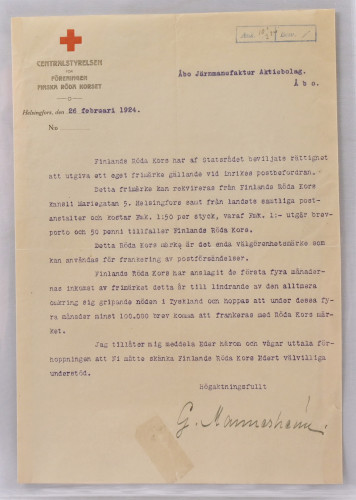 CENTRALSTYRELSEN
FÖR
FÖRENINGEN
FINSKA RÖDA KORSET
Helsingfors, den 26 februari 1924.
No
Åbo Järnmanufaktur Aktiebolag.
Å b o.
Finlands Röda Kors har af Statsrådet beviljats rättighet
att utgiva ett eget frimärke gällande vid inrikes postbefordran.
Detta frimärke kan rekvireras från Finlands Röda Kors
kansli Mariegatan 5. Helsingfors samt från landets samtliga post-
anstalter och kostar Fmk. 1:50 per styck, varaf Fmk. 1:- utgör brev-
porto och 50 penni tillfaller Finlands Röda Kors.
Detta Röda Kors märke är det enda välgörenhetsmärke som
kan användas för frankering av postförsändelser.
Finlands Röda Kors har anslagit de första fyra månader-
nas inkomst av frimärket detta år till lindrande av den alltmera
omkring sig gripande nöden i Tyskland och hoppas att under dessa fy-
ra månader minst 100.000 brev komma att frankeras med Röda Kors mär-
ket.
Jag tillåter mig meddela Eder härom och vågar uttala för-
hoppningen att Ni måtte skänka Finlands Röda Kors Edert välvilliga
understöd.
Högaktningsfullt
G. Mannerheim.